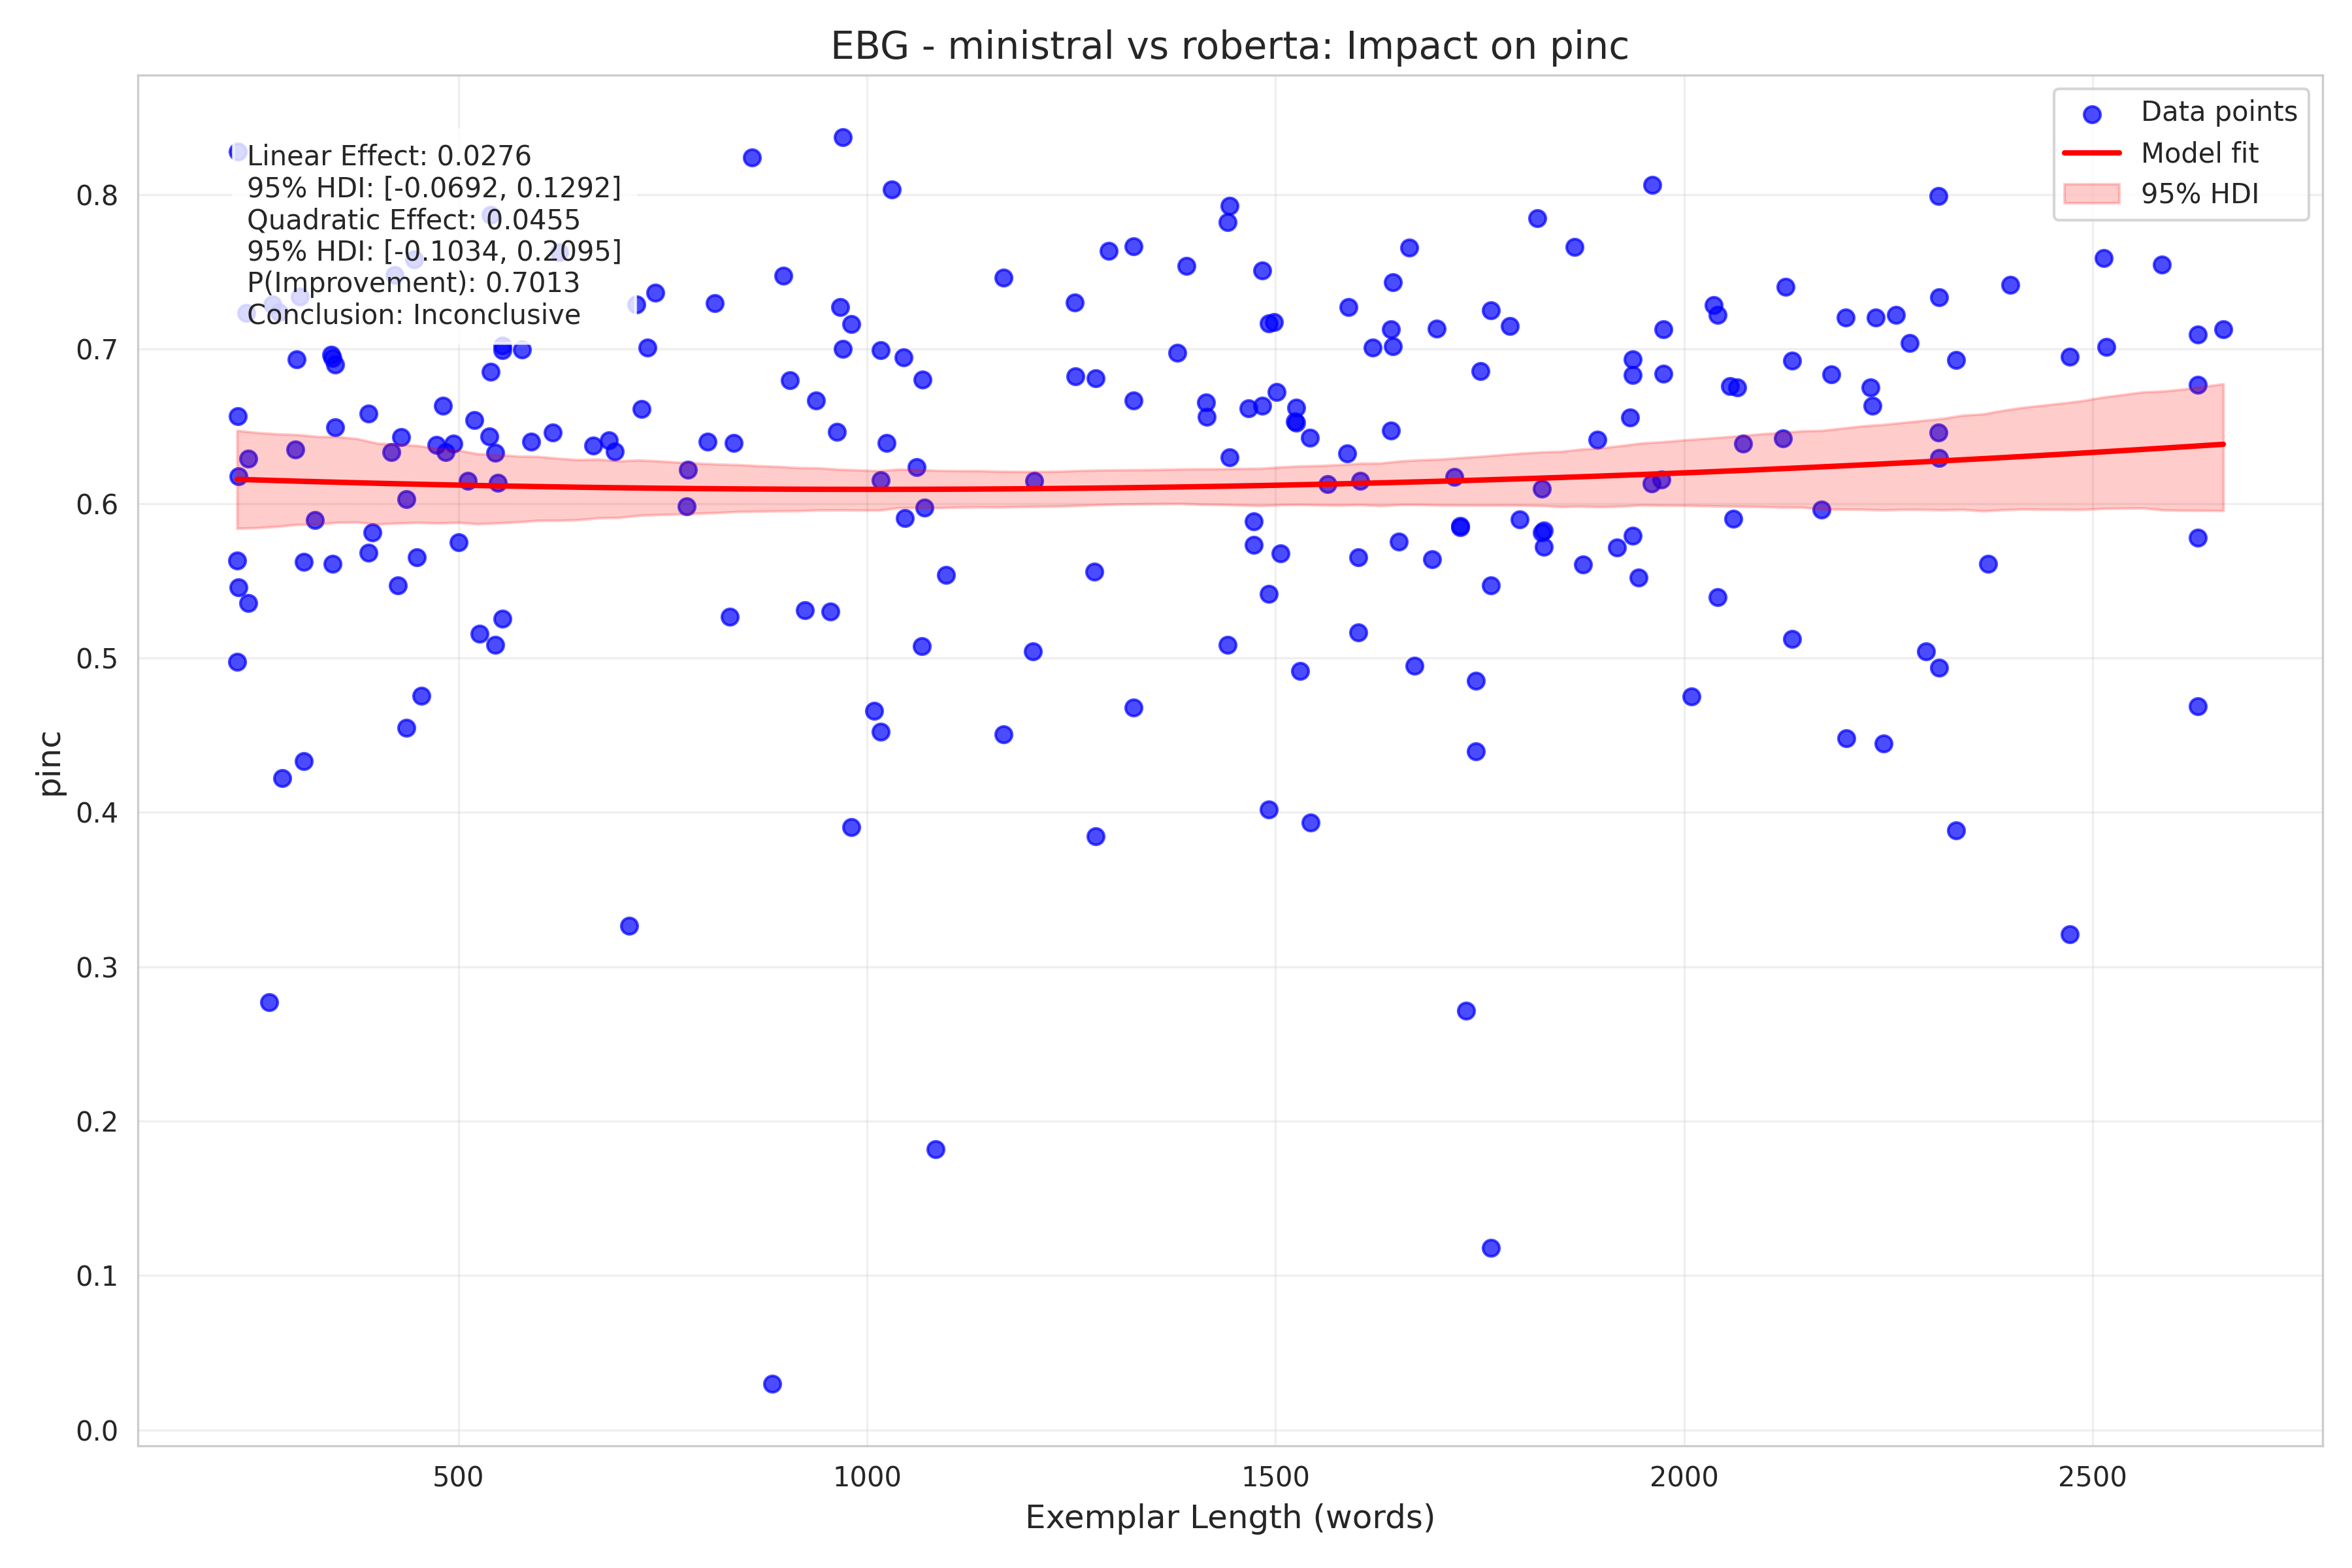 EBG - ministral vs roberta: Impact on pinc
Data points
Model fit
95% HDI
Linear Effect: 0.0276
95% HDI: [-0.0692, 0.1292]
Quadratic Effect: 0.0455
95% HDI: [-0.1034, 0.2095]
P(Improvement): 0.7013
Conclusion: Inconclusive
0.8
0.7
0.6
0.5
0.4
0.3
0.2
0.1
0.0
pinc
500
1000
1500
2000
2500
Exemplar Length (words)